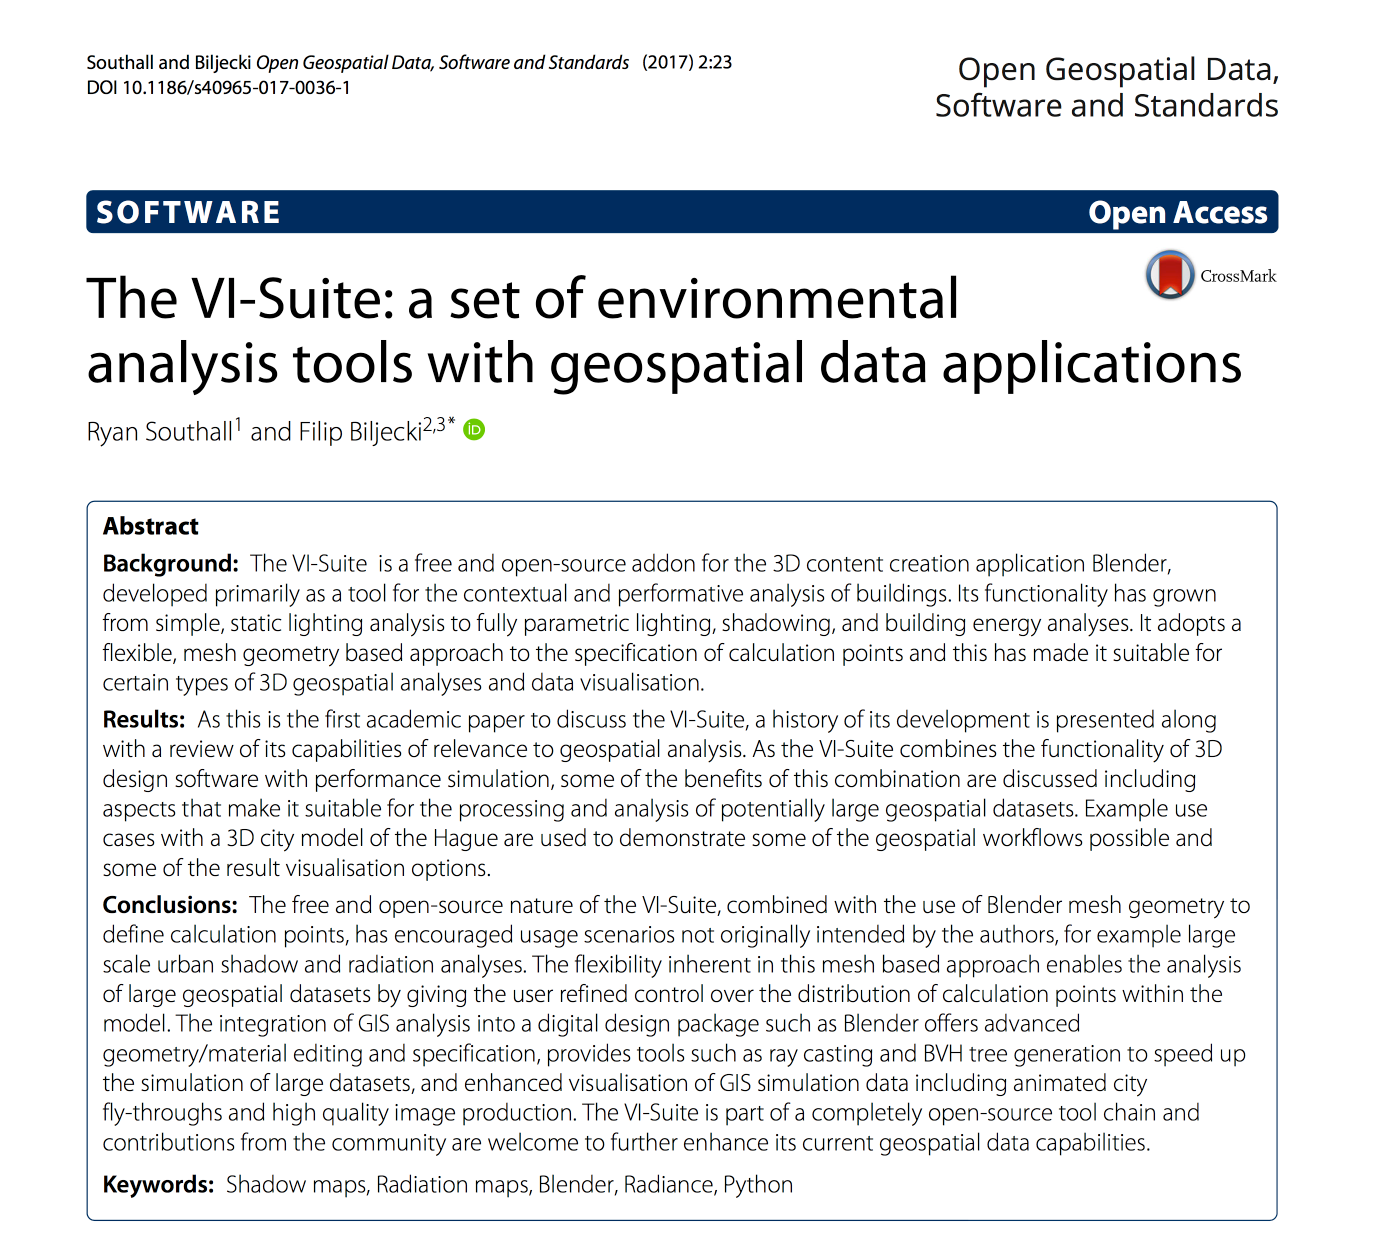 Southall and Biljecki Open Geospatial Data, Software and Standards (2017) 2:23
DOI 10.1186/s40965-017-0036-1
Open Geospatial Data,
Software and Standards
SOFTWARE
Open Access
CrossMark
The VI-Suite: a set of environmental
analysis tools with geospatial data applications
Ryan Southall1 and Filip Biljecki2,3* iD
Abstract
Background: The VI-Suite is a free and open-source addon for the 3D content creation application Blender,
developed primarily as a tool for the contextual and performative analysis of buildings. Its functionality has grown
from simple, static lighting analysis to fully parametric lighting, shadowing, and building energy analyses. It adopts a
flexible, mesh geometry based approach to the specification of calculation points and this has made it suitable for
certain types of 3D geospatial analyses and data visualisation.
Results: As this is the first academic paper to discuss the VI-Suite, a history of its development is presented along
with a review of its capabilities of relevance to geospatial analysis. As the VI-Suite combines the functionality of 3D
design software with performance simulation, some of the benefits of this combination are discussed including
aspects that make it suitable for the processing and analysis of potentially large geospatial datasets. Example use
cases with a 3D city model of the Hague are used to demonstrate some of the geospatial workflows possible and
some of the result visualisation options.
Conclusions: The free and open-source nature of the VI-Suite, combined with the use of Blender mesh geometry to
define calculation points, has encouraged usage scenarios not originally intended by the authors, for example large
scale urban shadow and radiation analyses. The flexibility inherent in this mesh based approach enables the analysis
of large geospatial datasets by giving the user refined control over the distribution of calculation points within the
model. The integration of GIS analysis into a digital design package such as Blender offers advanced
geometry/material editing and specification, provides tools such as ray casting and BVH tree generation to speed up
the simulation of large datasets, and enhanced visualisation of GIS simulation data including animated city
fly-throughs and high quality image production. The VI-Suite is part of a completely open-source tool chain and
contributions from the community are welcome to further enhance its current geospatial data capabilities.
Keywords: Shadow maps, Radiation maps, Blender, Radiance, Python